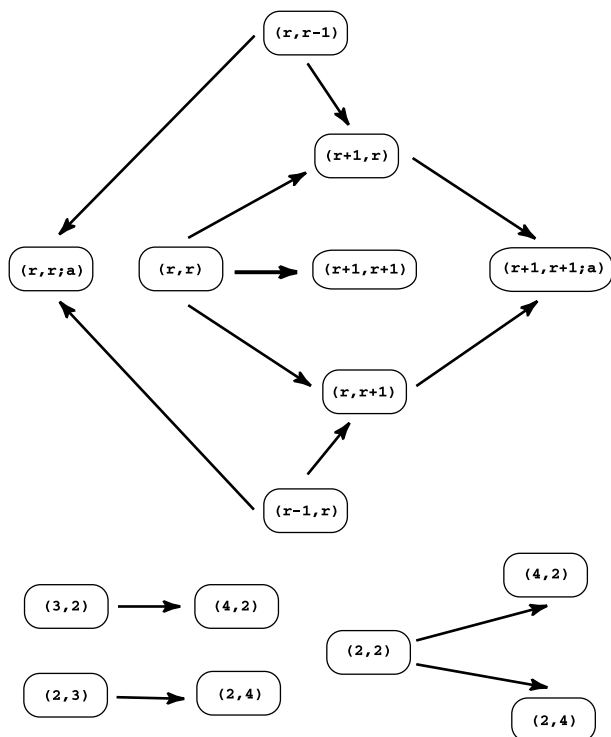 (r,r-1)
(r+1,r)
(r,r;a)
(r,r)
(r+1,r+1)
(r+1,r+1;a)
(r,r+1)
(r-1,r)
(3,2)
(4,2)
(2,3)
(2,4)
(2,2)
(4,2)
(2,4)